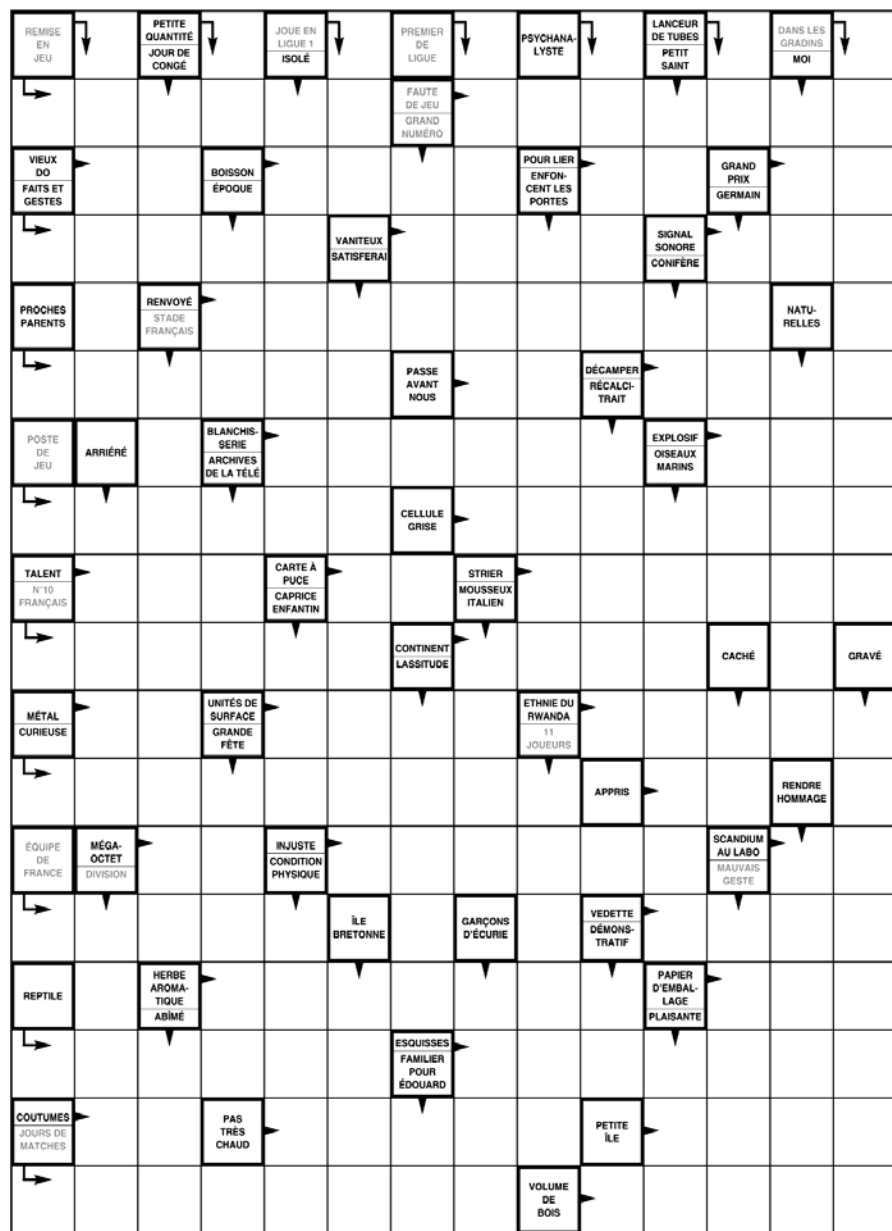 REMISE
EN
JEU
PETITE
QUANTITÉ
JOUR DE
CONGÉ
JOUE EN
LIGUE 1
ISOLÉ
PREMIER
DE
LIGUE
PSYCHANA-
LYSTE
LANCEUR
DE TUBES
PETIT
SAINT
DANS LES
GRADINS
MOI
FAUTE
DE JEU
GRAND
NUMÉRO
VIEUX
DO
FAITS ET
GESTES
BOISSON
ÉPOQUE
POUR LIER
ENFON-
CENT LES
PORTES
GRAND
PRIX
GERMAIN
VANITEUX
SATISFERAI
SIGNAL
SONORE
CONIFÈRE
PROCHES
PARENTS
RENVOYÉ
STADE
FRANÇAIS
NATU-
RELLES
PASSE
AVANT
NOUS
DÉCAMPER
RÉCALCI-
TRAIT
POSTE
DE
JEU
ARRIÉRÉ
BLANCHIS-
SERIE
ARCHIVES
DE LA TÉLÉ
EXPLOSIF
OISEAUX
MARINS
CELLULE
GRISE
TALENT
N°10
FRANÇAIS
CARTE À
PUCE
CAPRICE
ENFANTIN
STRIER
MOUSSEUX
ITALIEN
CONTINENT
LASSITUDE
CACHÉ
GRAVÉ
MÉTAL
CURIEUSE
UNITÉS DE
SURFACE
GRANDE
FÊTE
ETHNIE DU
RWANDA
11
JOUEURS
APPRIS
RENDRE
HOMMAGE
ÉQUIPE
DE
FRANCE
MÉGA-
OCTET
DIVISION
INJUSTE
CONDITION
PHYSIQUE
SCANDIUM
AU LABO
MAUVAIS
GESTE
ÎLE
BRETONNE
GARÇONS
D'ÉCURIE
VEDETTE
DÉMONS-
TRATIF
REPTILE
HERBE
AROMA-
TIQUE
ABÎMÉ
PAPIER
D'EMBAL-
LAGE
PLAISANTE
ESQUISSES
FAMILIER
POUR
ÉDOUARD
COUTUMES
JOURS DE
MATCHES
PAS
TRÈS
CHAUD
PETITE
ÎLE
VOLUME
DE
BOIS